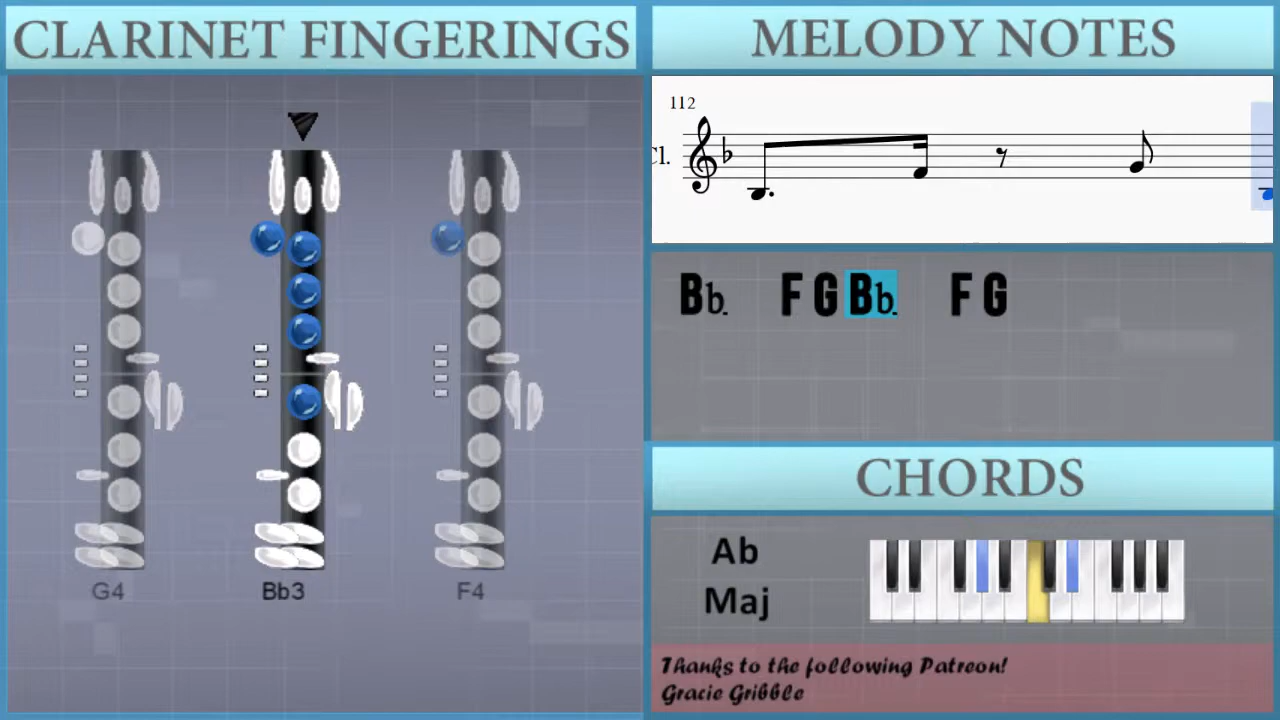 CLARINET FINGERINGS
G4 Bb3 F4
MELODY NOTES
112
Cl.
Bb. F G Bb. F G
CHORDS
Ab
Maj
Thanks to the following Patreon!
Gracie Gribble